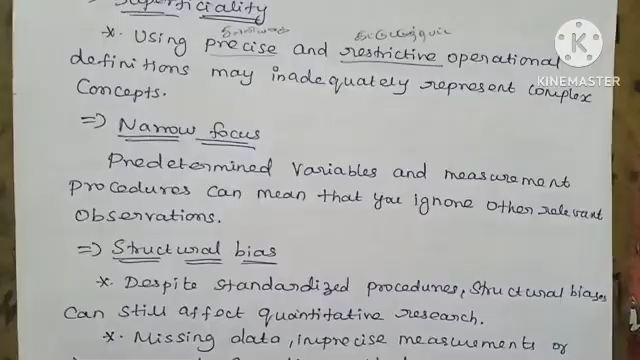 => Superficiality
*. Using precise and restrictive operational
definitions may inadequately represent complex
Concepts.
=> Narrow focus
Predetermined variables and measurement
procedures can mean that you ignore other relevant
Observations.
=> Structural bias
*. Despite standardized procedures, structural biases
Can still affect quantitative research.
*. Missing data, imprecise measurements or
KINEMASTER